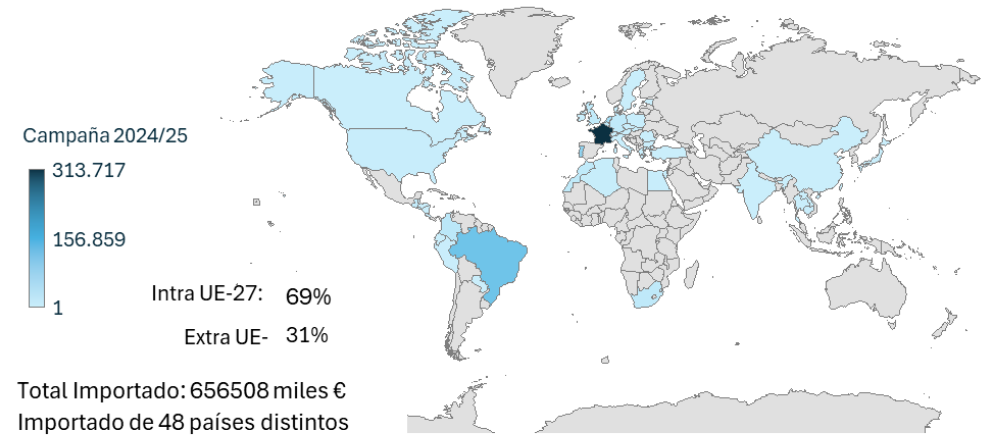 Campaña 2024/25
313.717
156.859
1
Intra UE-27: 69%
Extra UE- 31%
Total Importado: 656508 miles €
Importado de 48 países distintos